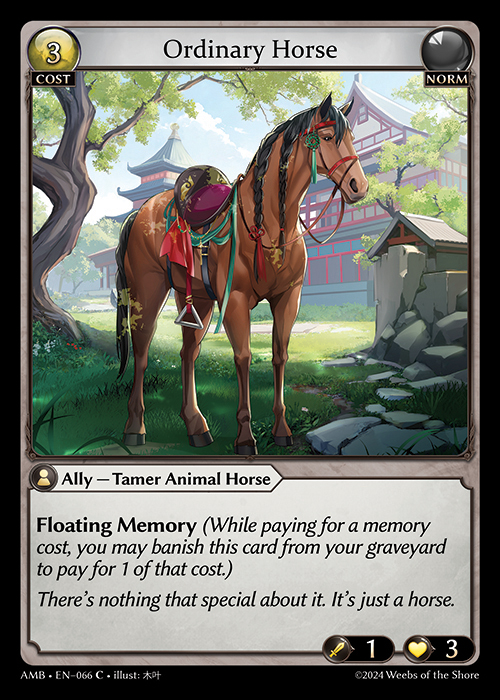 3
Ordinary Horse
COST
NORM
Ally — Tamer Animal Horse
Floating Memory (While paying for a memory
cost, you may banish this card from your graveyard
to pay for 1 of that cost.)
There's nothing that special about it. It's just a horse.
1
3
AMB • EN–066 C • illust: 木叶
©2024 Weebs of the Shore